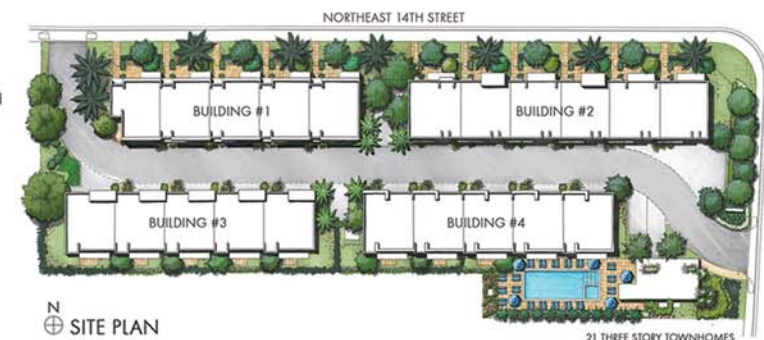 NORTHEAST 14TH STREET
BUILDING #1
BUILDING #2
BUILDING #3
BUILDING #4
N
SITE PLAN
21 THREE STORY TOWNHOMES